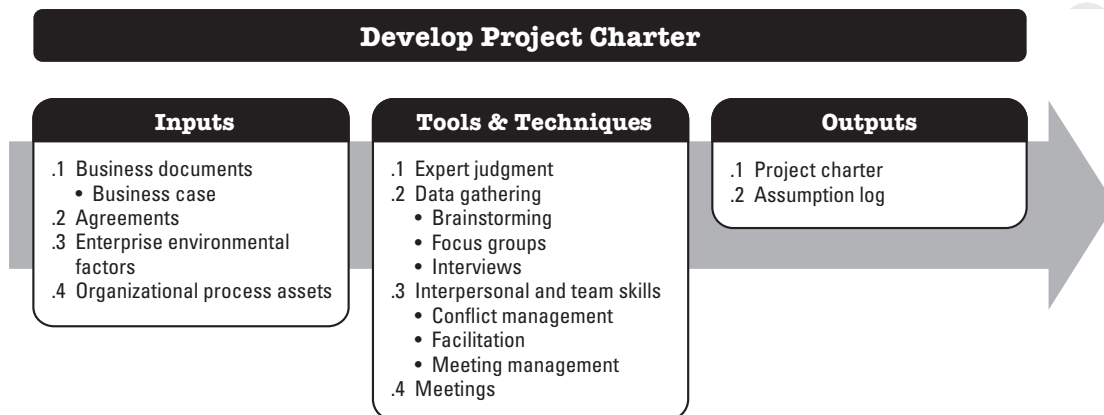 Develop Project Charter
Inputs
.1 Business documents
• Business case
.2 Agreements
.3 Enterprise environmental
factors
.4 Organizational process assets
Tools & Techniques
.1 Expert judgment
.2 Data gathering
• Brainstorming
• Focus groups
• Interviews
.3 Interpersonal and team skills
• Conflict management
• Facilitation
• Meeting management
.4 Meetings
Outputs
.1 Project charter
.2 Assumption log